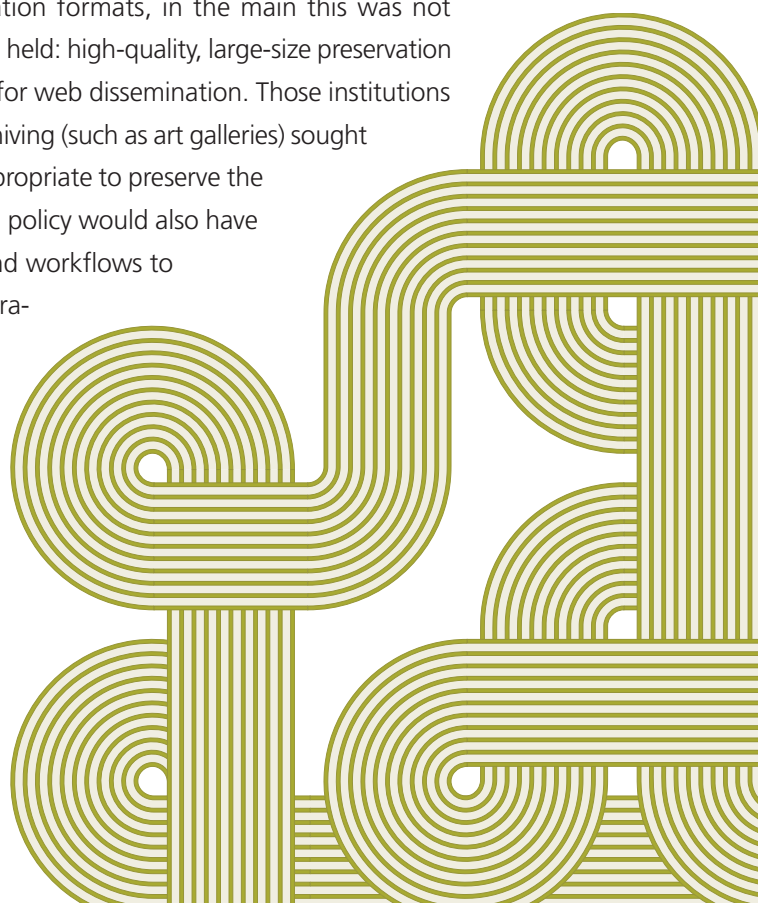 ation formats, in the main this was not
held: high-quality, large-size preservation
for web dissemination. Those institutions
hiving (such as art galleries) sought
propriate to preserve the
policy would also have
nd workflows to
ra-